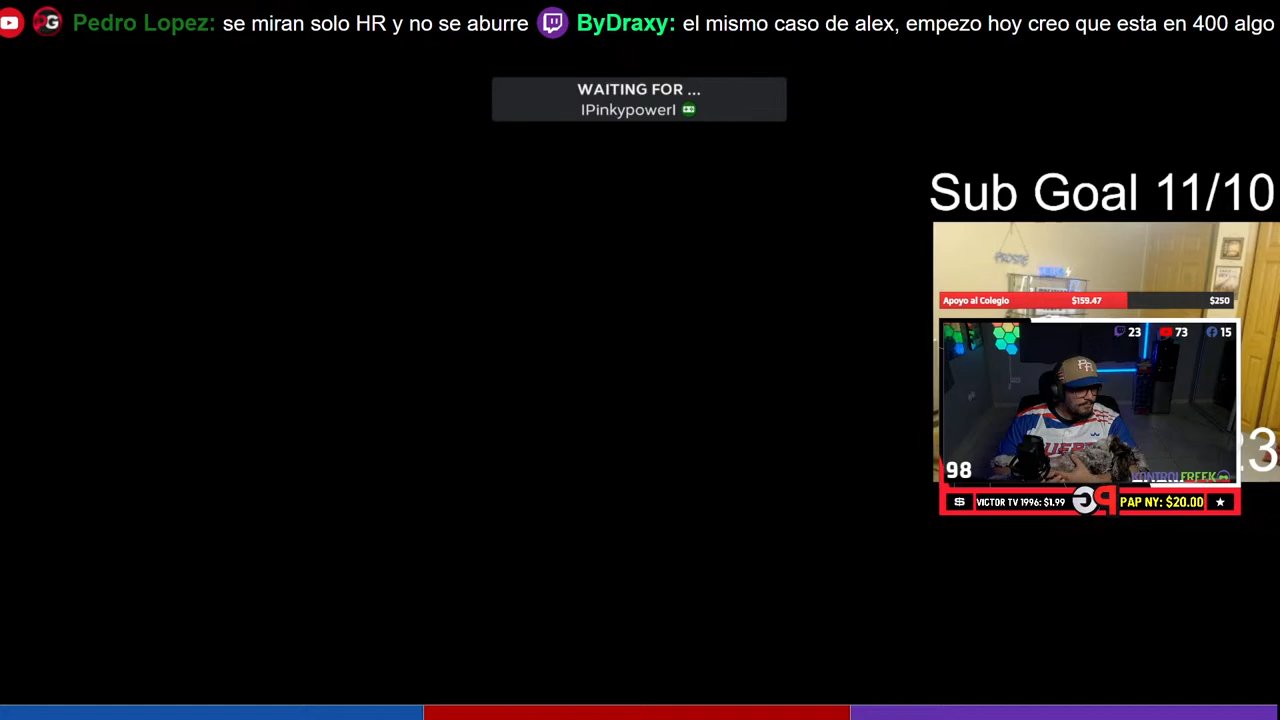 Pedro Lopez: se miran solo HR y no se aburre ByDraxy: el mismo caso de alex, empezo hoy creo que esta en 400 algo
WAITING FOR ...
IPinkypowerI
Sub Goal 11/10
Apoyo al Colegio $159.47 $250
23 73 15
98
KONTROLFREEK
$ VICTOR TV 1996: $1.99 PAP NY: $20.00